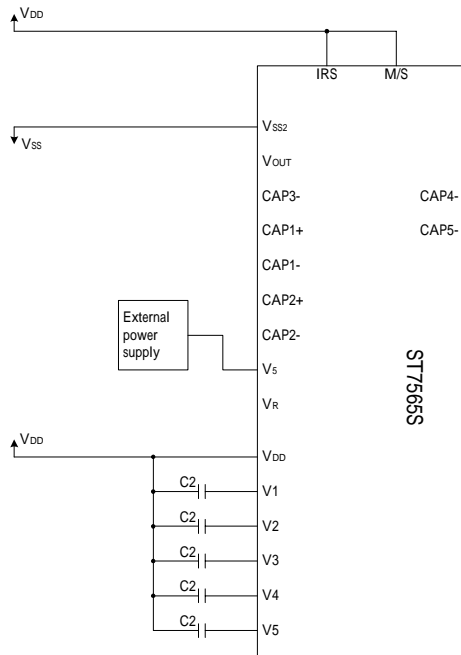 VDD
IRS M/S
VSS2
VSS
VOUT
CAP3- CAP4-
CAP1+ CAP5-
CAP1-
CAP2+
External
power
supply
CAP2-
V5
VR
ST7565S
VDD
VDD
C2 V1
C2 V2
C2 V3
C2 V4
C2 V5